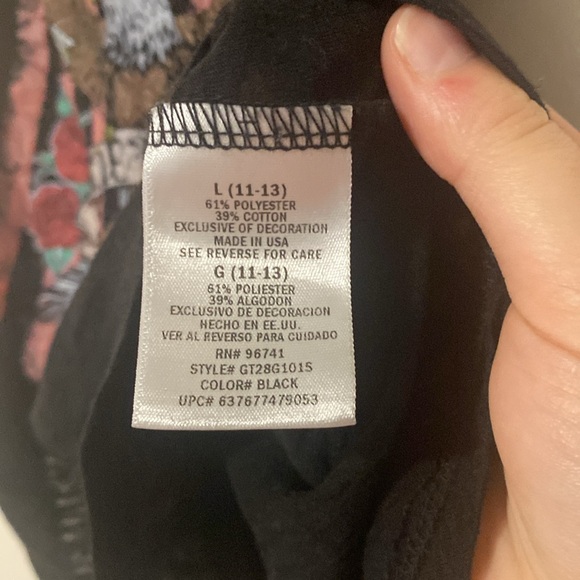 L (11-13)
61% POLYESTER
39% COTTON
EXCLUSIVE OF DECORATION
MADE IN USA
SEE REVERSE FOR CARE
G (11-13)
61% POLIESTER
39% ALGODON
EXCLUSIVO DE DECORACION
HECHO EN EE.UU.
VER AL REVERSO PARA CUIDADO
RN# 96741
STYLE# GT28G101S
COLOR# BLACK
UPC# 637677479053